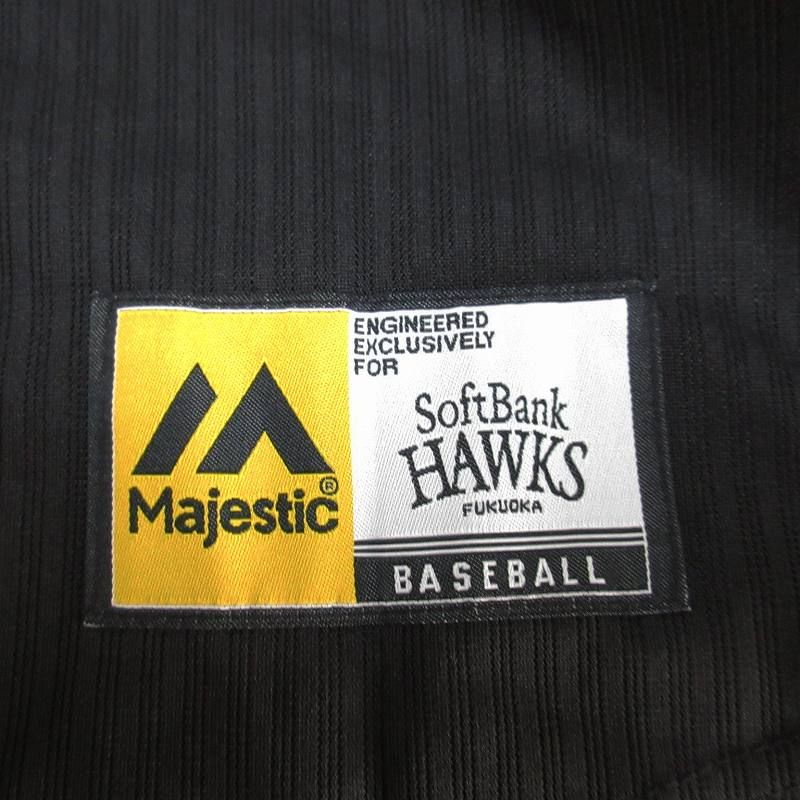 Majestic®
ENGINEERED
EXCLUSIVELY
FOR
SoftBank
HAWKS
FUKUOKA
BASEBALL